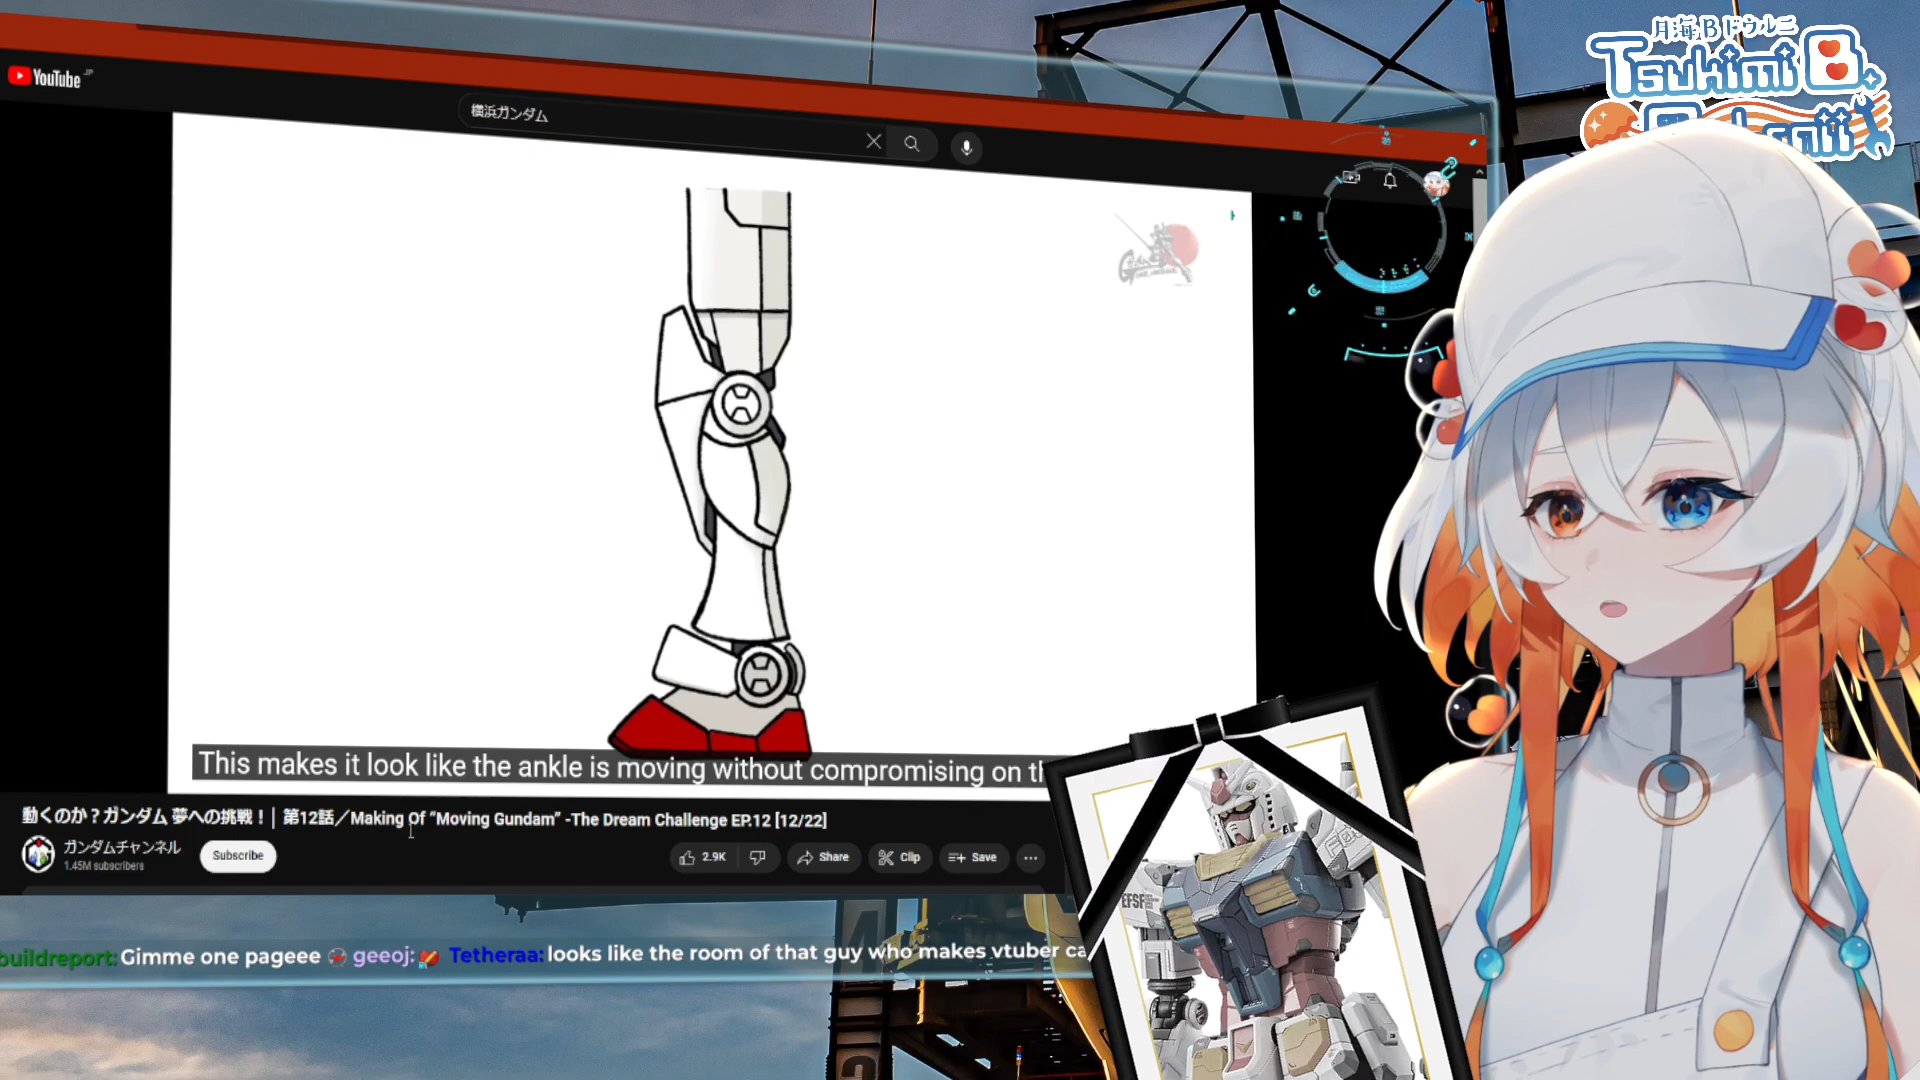 月海Bドウルニ
Tsukimi B.
YouTube JP
横浜ガンダム
This makes it look like the ankle is moving without compromising on th
動くのか？ガンダム 夢への挑戦！│ 第12話／Making Of “Moving Gundam” -The Dream Challenge EP.12 [12/22]
ガンダムチャンネル
1.45M subscribers
Subscribe
2.9K
Share
Clip
Save
buildreport: Gimme one pageee geeoj: Tetheraa: looks like the room of that guy who makes vtuber ca
EFSF